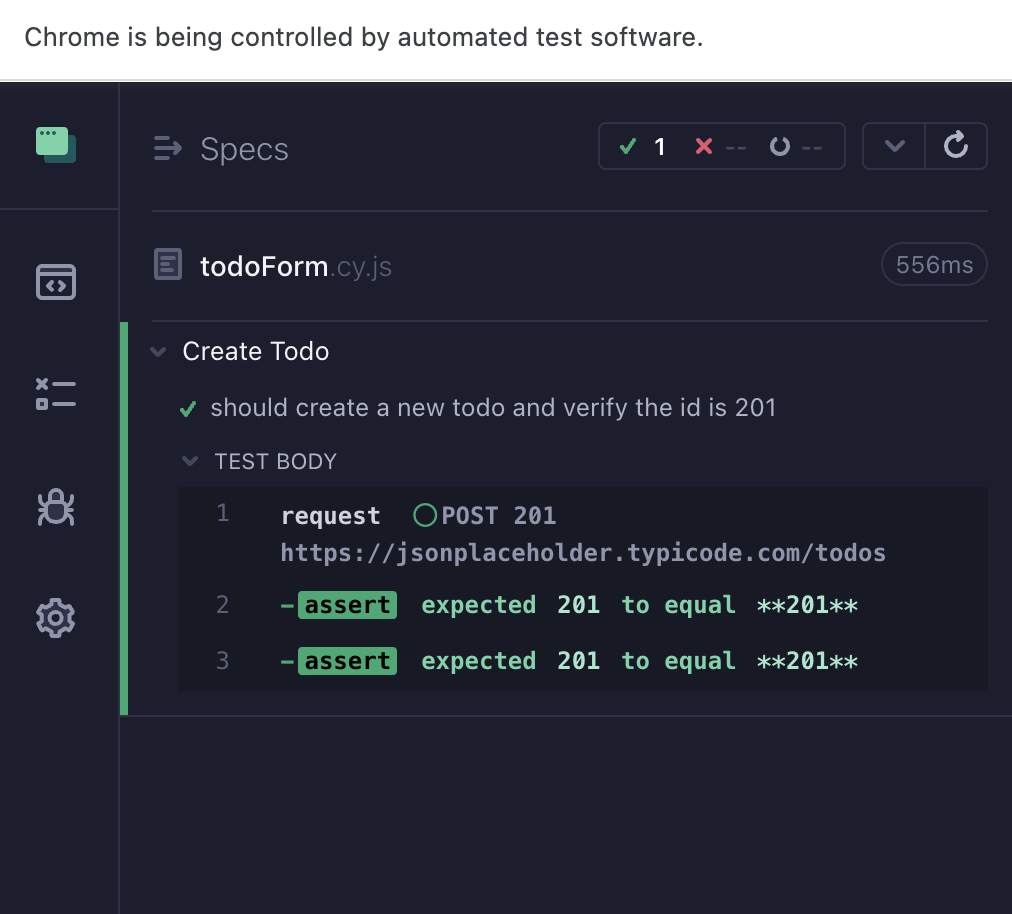 Chrome is being controlled by automated test software.
Specs
1 -- --
todoForm.cy.js 556ms
Create Todo
should create a new todo and verify the id is 201
TEST BODY
1 request POST 201
https://jsonplaceholder.typicode.com/todos
2 -assert expected 201 to equal **201**
3 -assert expected 201 to equal **201**